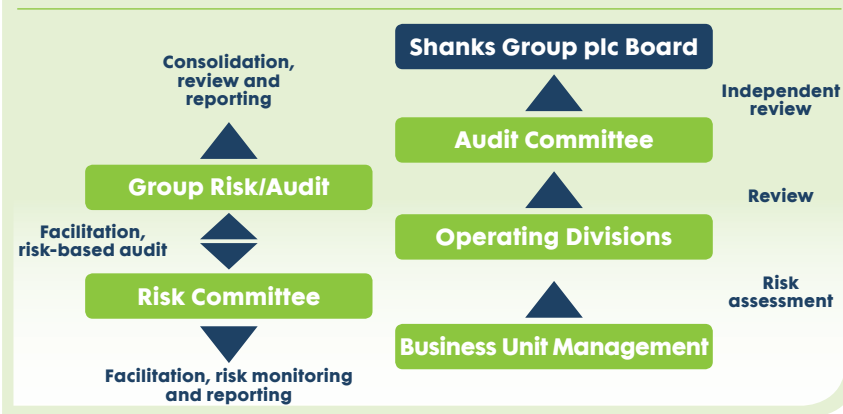 Consolidation,
review and
reporting
Group Risk/Audit
Facilitation,
risk-based audit
Risk Committee
Facilitation, risk monitoring
and reporting
Shanks Group plc Board
Independent
review
Audit Committee
Review
Operating Divisions
Risk
assessment
Business Unit Management